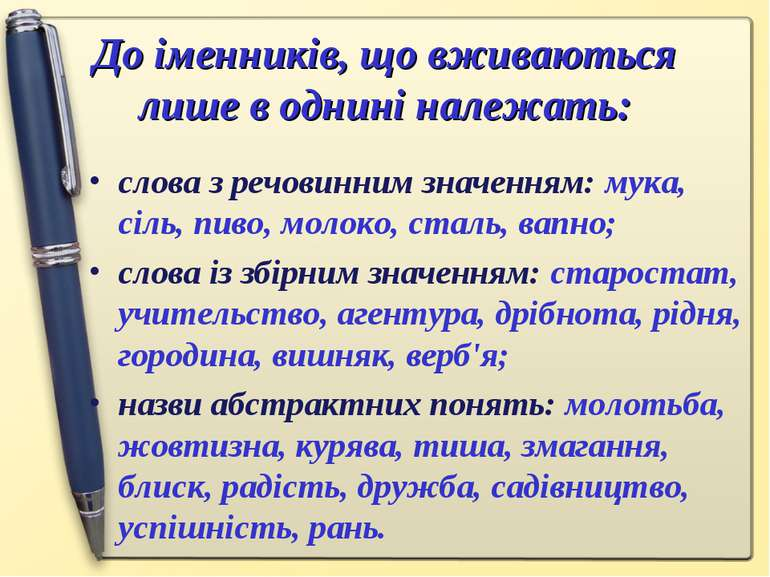 До іменників, що вживаються
лише в однині належать:
• слова з речовинним значенням: мука,
сіль, пиво, молоко, сталь, вапно;
• слова із збірним значенням: старостат,
учительство, агентура, дрібнота, рідня,
городина, вишняк, верб'я;
• назви абстрактних понять: молотьба,
жовтизна, курява, тиша, змагання,
блиск, радість, дружба, садівництво,
успішність, рань.